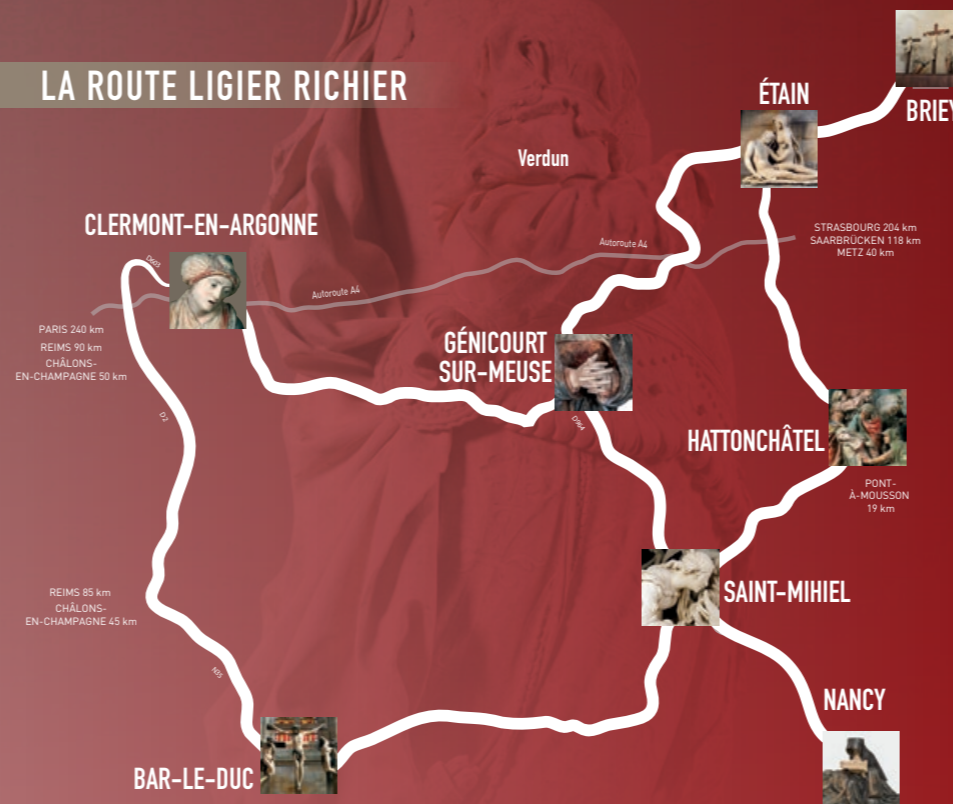 LA ROUTE LIGIER RICHIER
ÉTAIN
BRIEY
Verdun
CLERMONT-EN-ARGONNE
STRASBOURG 204 km
SAARBRÜCKEN 118 km
METZ 40 km
Autoroute A4
D603
Autoroute A4
PARIS 240 km
REIMS 90 km
CHÂLONS-
EN-CHAMPAGNE 50 km
GÉNICOURT
SUR-MEUSE
D2
D964
HATTONCHÂTEL
PONT-
À-MOUSSON
19 km
SAINT-MIHIEL
REIMS 85 km
CHÂLONS-
EN-CHAMPAGNE 45 km
N35
NANCY
BAR-LE-DUC